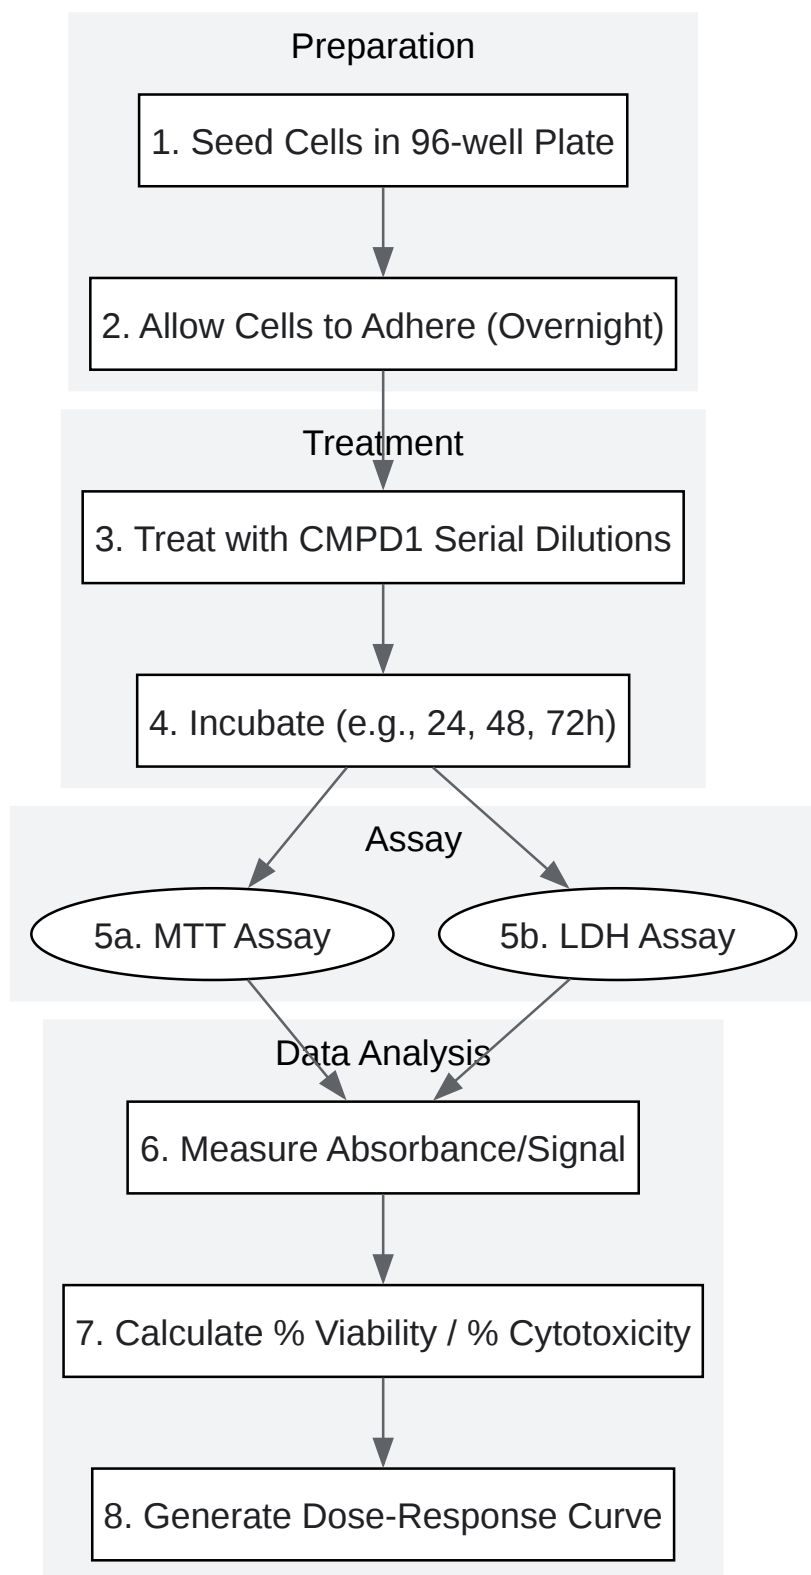 Preparation
1. Seed Cells in 96-well Plate
2. Allow Cells to Adhere (Overnight)
Treatment
3. Treat with CMPD1 Serial Dilutions
4. Incubate (e.g., 24, 48, 72h)
Assay
5a. MTT Assay
5b. LDH Assay
Data Analysis
6. Measure Absorbance/Signal
7. Calculate % Viability / % Cytotoxicity
8. Generate Dose-Response Curve